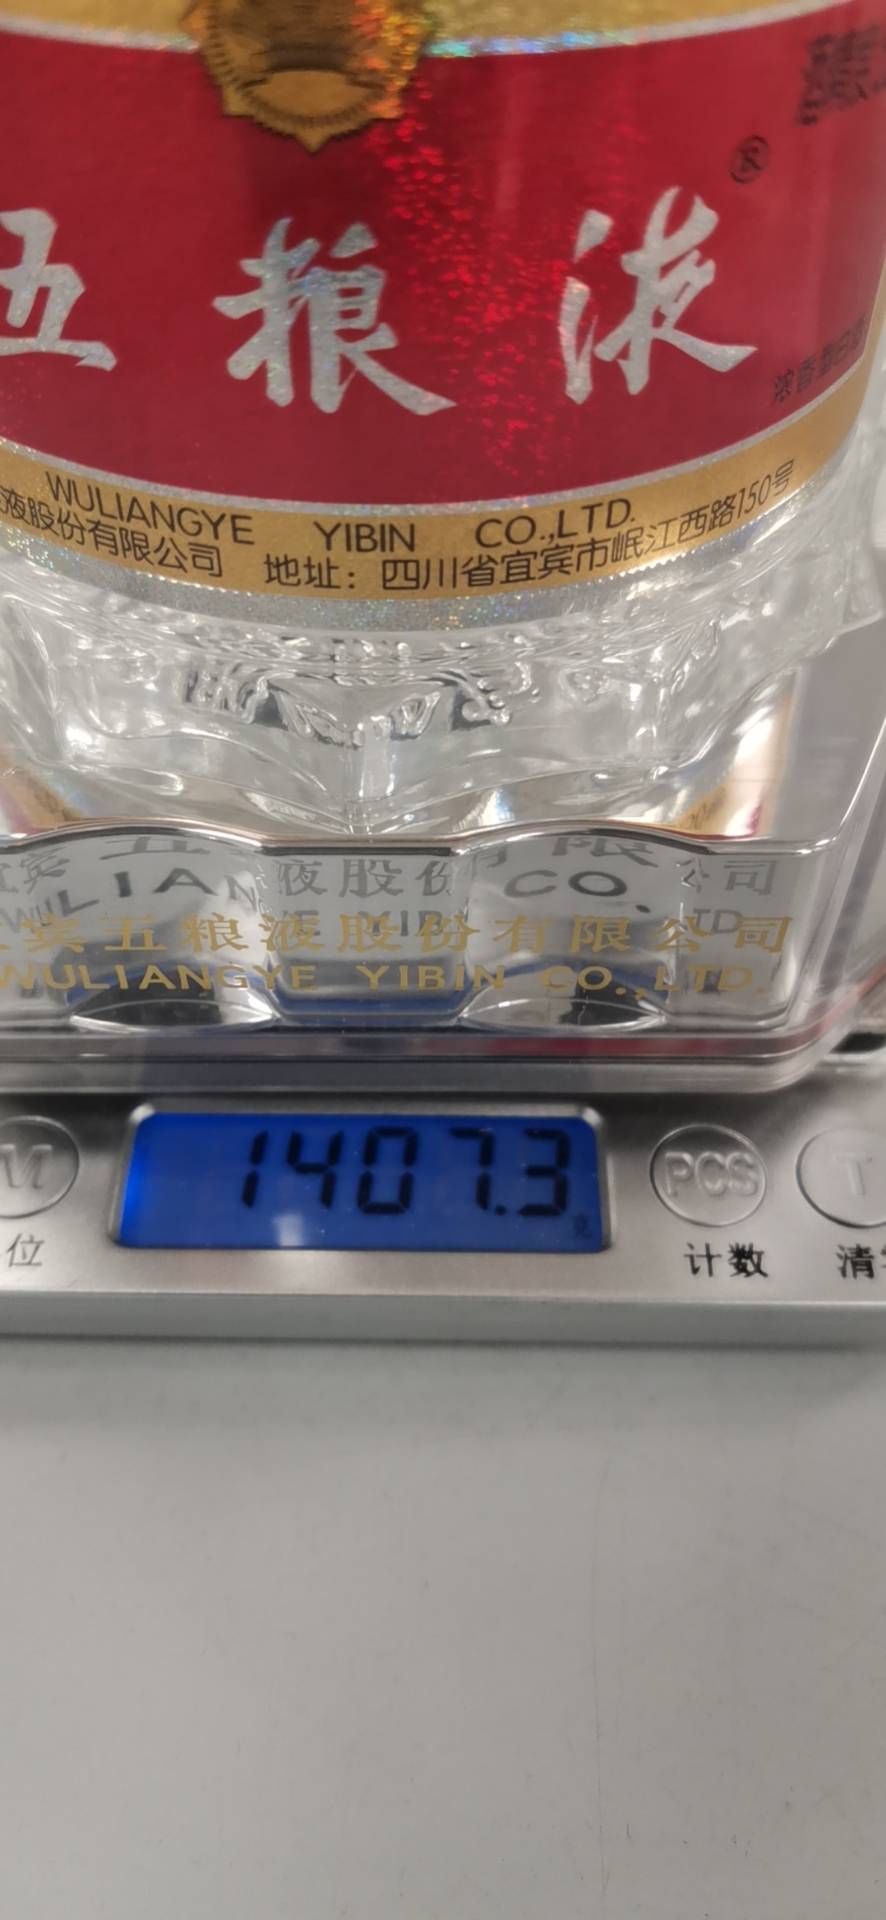 ®
五粮液
浓香型白酒
WULIANGYE YIBIN CO.,LTD.
液股份有限公司 地址：四川省宜宾市岷江西路150号
宾五粮液股份有限公司
WULIANGYE YIBIN CO.,LTD.
1407.3
克
M
PCS
T
位
计数
清